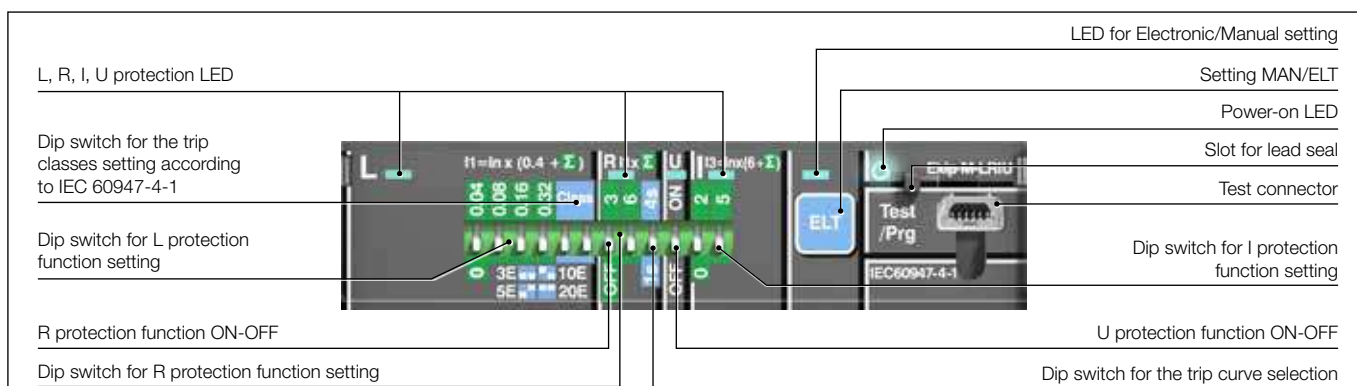 LED for Electronic/Manual setting
L, R, I, U protection LED
Setting MAN/ELT
Power-on LED
Dip switch for the trip
classes setting according
to IEC 60947-4-1
Slot for lead seal
Test connector
L
I1=In x (0.4 + Σ)
R
I1x Σ
U
I
I3=Inx(6+Σ)
Ekip M-LRIU
0.04
0.08
0.16
0.32
Class
3
6
4s
ON
2
5
ELT
Test
/Prg
Dip switch for L protection
function setting
Dip switch for I protection
function setting
0
3E
10E
5E
20E
OFF
OFF
0
IEC60947-4-1
R protection function ON-OFF
U protection function ON-OFF
Dip switch for R protection function setting
Dip switch for the trip curve selection